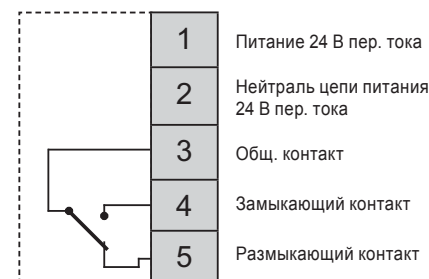 1 Питание 24 В пер. тока
2 Нейтраль цепи питания
24 В пер. тока
3 Общ. контакт
4 Замыкающий контакт
5 Размыкающий контакт